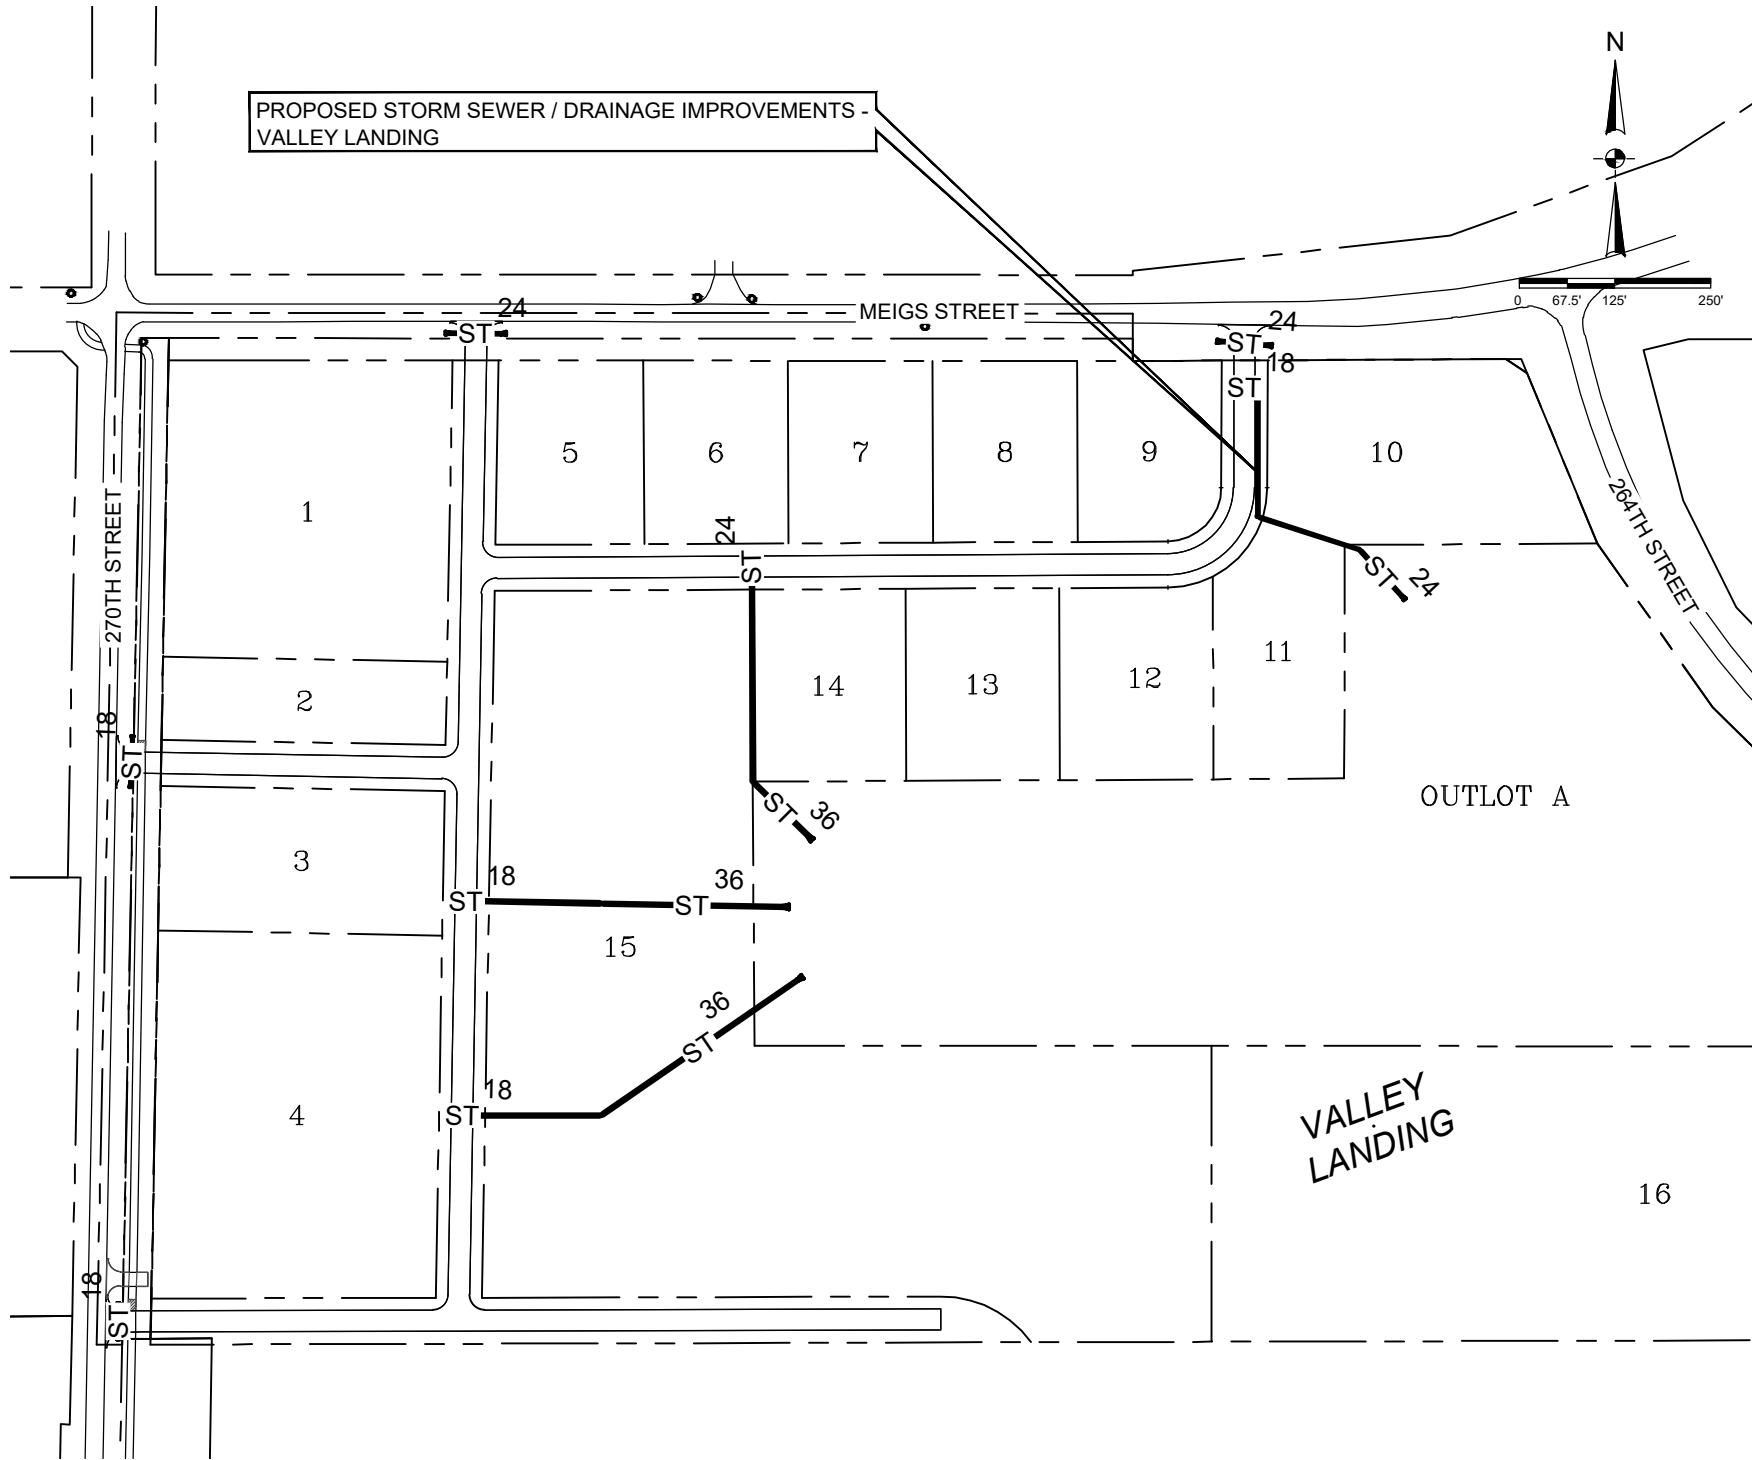 N
PROPOSED STORM SEWER / DRAINAGE IMPROVEMENTS -
VALLEY LANDING
0 67.5' 125' 250'
24
MEIGS STREET
ST
24
ST
18
ST
5
6
7
8
9
10
1
270TH STREET
264TH STREET
24
ST
ST
24
11
12
13
14
2
18
ST
OUTLOT A
ST
36
3
18
ST
36
ST
15
36
ST
18
ST
4
VALLEY
LANDING
16
18
ST